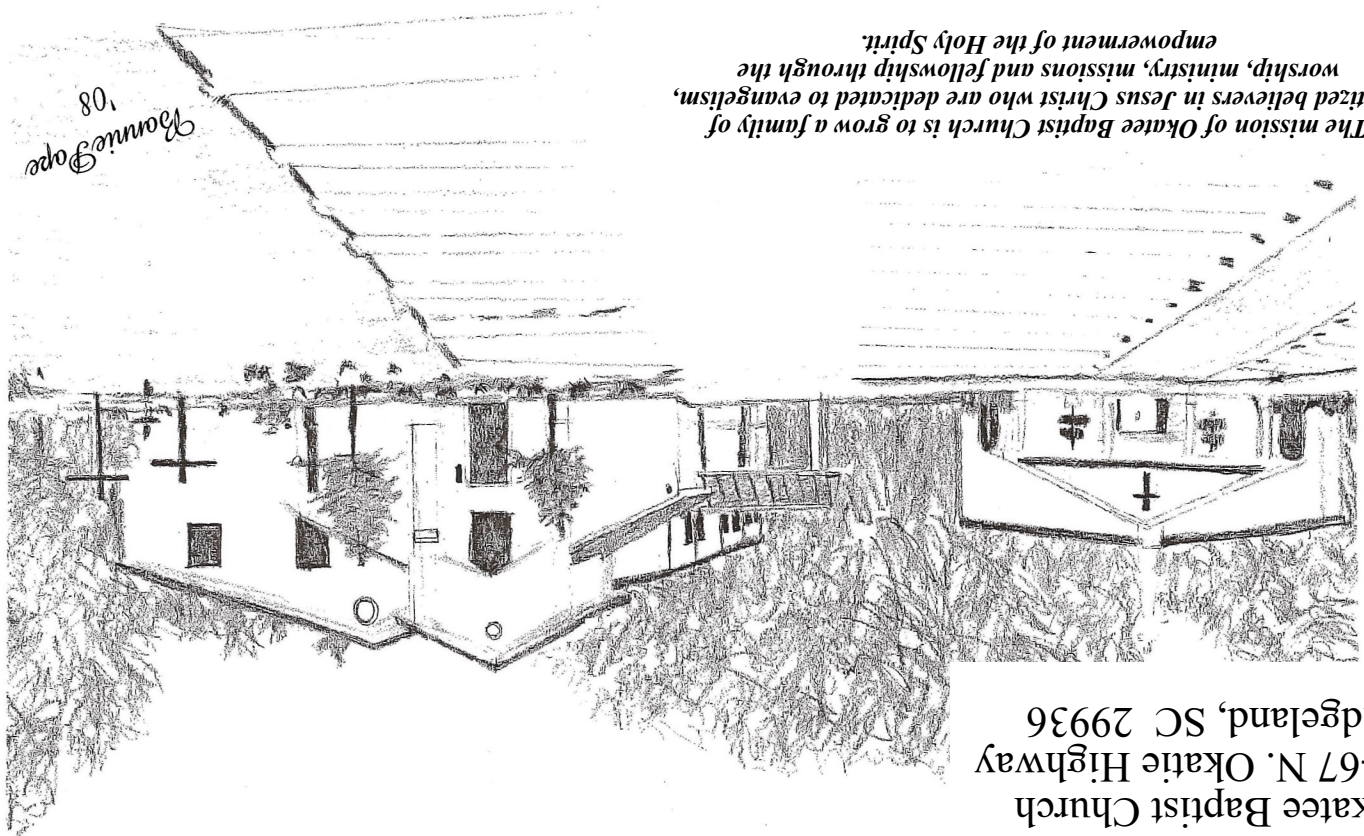 katee Baptist Church
67 N. Okatie Highway
dgeland, SC 29936
The mission of Okatee Baptist Church is to grow a family of
tized believers in Jesus Christ who are dedicated to evangelism,
worship, ministry, missions and fellowship through the
empowerment of the Holy Spirit.
Bonnie Pope
'08